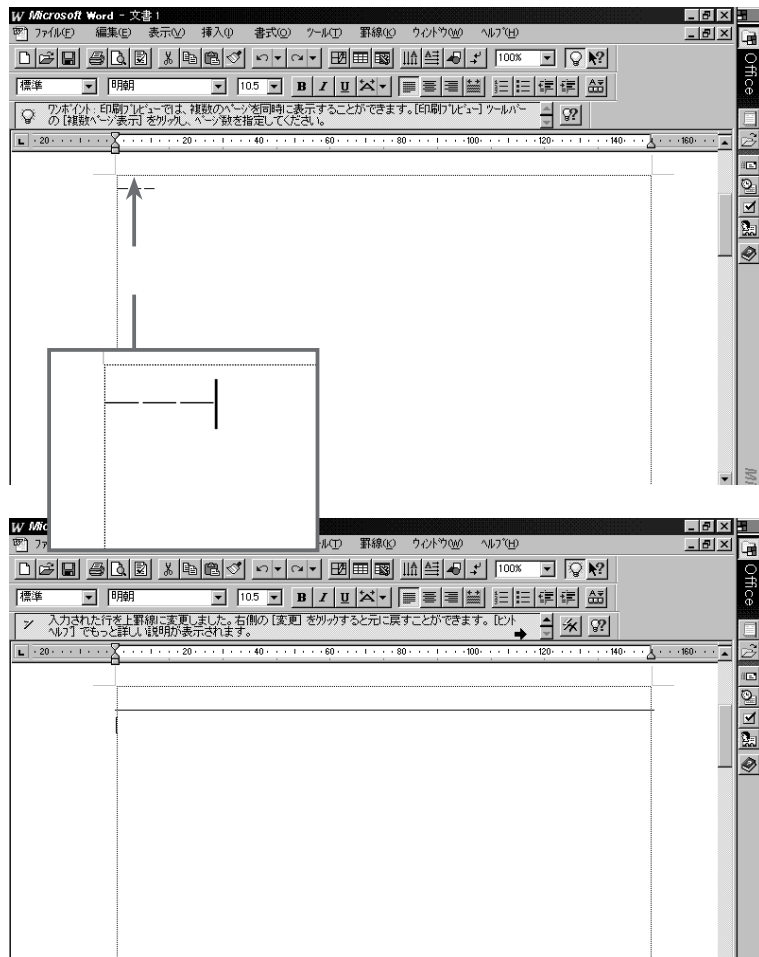 Microsoft Word - 文書1
ファイル(F) 編集(E) 表示(V) 挿入(I) 書式(O) ツール(T) 罫線(K) ウィンドウ(W) ヘルプ(H)
100%
標準 明朝 10.5 B I U
ワンポイント: 印刷プレビューでは、複数のページを同時に表示することができます。[印刷プレビュー] ツールバー
の [複数ページ表示] をクリックし、ページ数を指定してください。
20 20 40 60 80 100 120 140 160
Office
ツール(T) 罫線(K) ウィンドウ(W) ヘルプ(H)
100%
標準 明朝 10.5 B I U
入力された行を上罫線に変更しました。右側の [変更] をクリックすると元に戻すことができます。[ヒント
ヘルプ] でもっと詳しい説明が表示されます。
20 20 40 60 80 100 120 140 160
Office